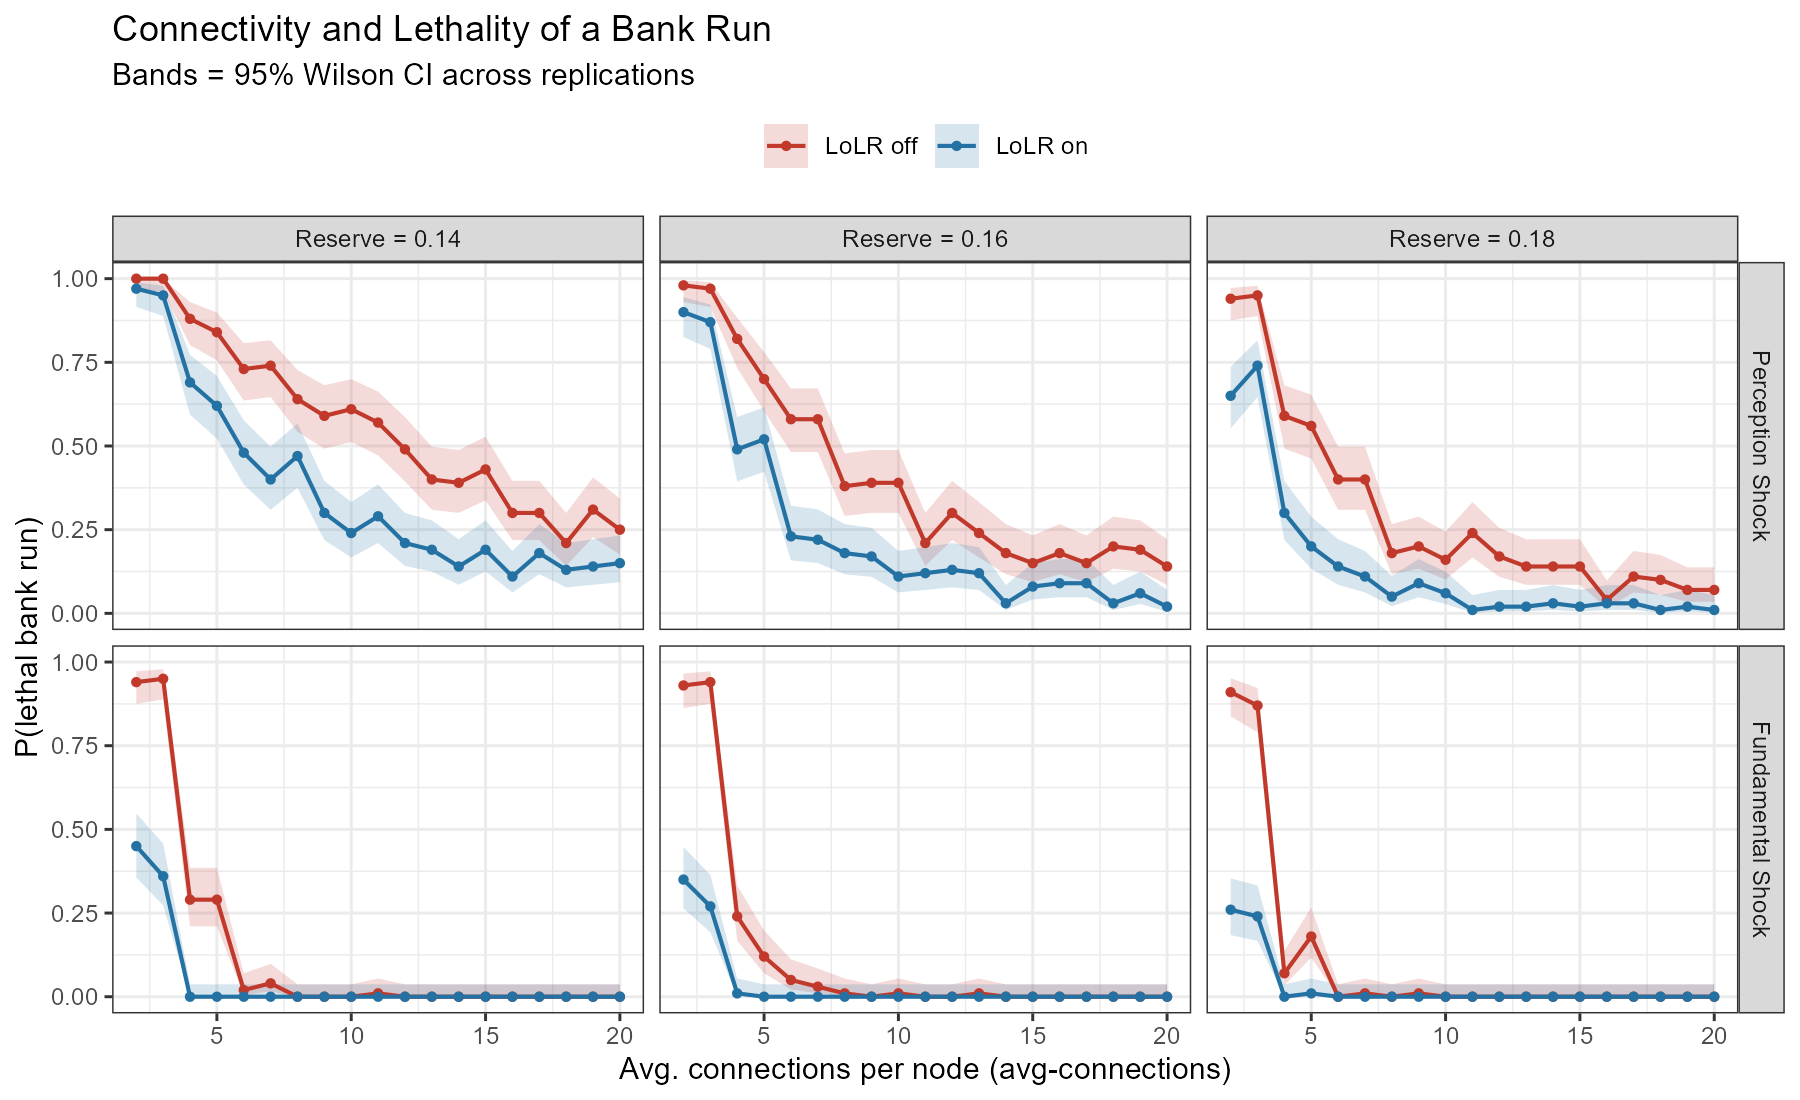 Connectivity and Lethality of a Bank Run
Bands = 95% Wilson CI across replications
LoLR off
LoLR on
Reserve = 0.14
Reserve = 0.16
Reserve = 0.18
P(lethal bank run)
1.00
0.75
0.50
0.25
0.00
Perception Shock
1.00
0.75
0.50
0.25
0.00
Fundamental Shock
5 10 15 20
5 10 15 20
5 10 15 20
Avg. connections per node (avg-connections)